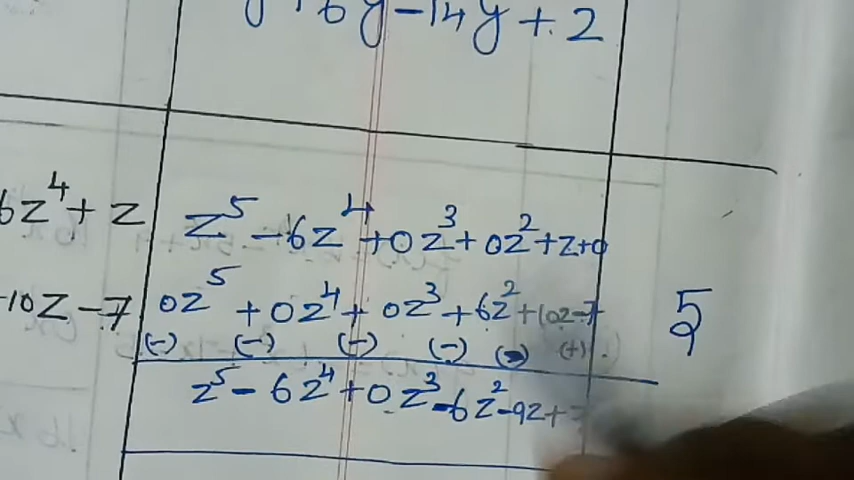 y + 6y - 14y + 2
6z⁴ + z z⁵ - 6z⁴ + 0z³ + 0z² + z + 0
-10z - 7 0z⁵ + 0z⁴ + 0z³ + 6z² + 10z - 7 5
(-) (-) (-) (-) (-) (+)
z⁵ - 6z⁴ + 0z³ - 6z² - 9z + 7